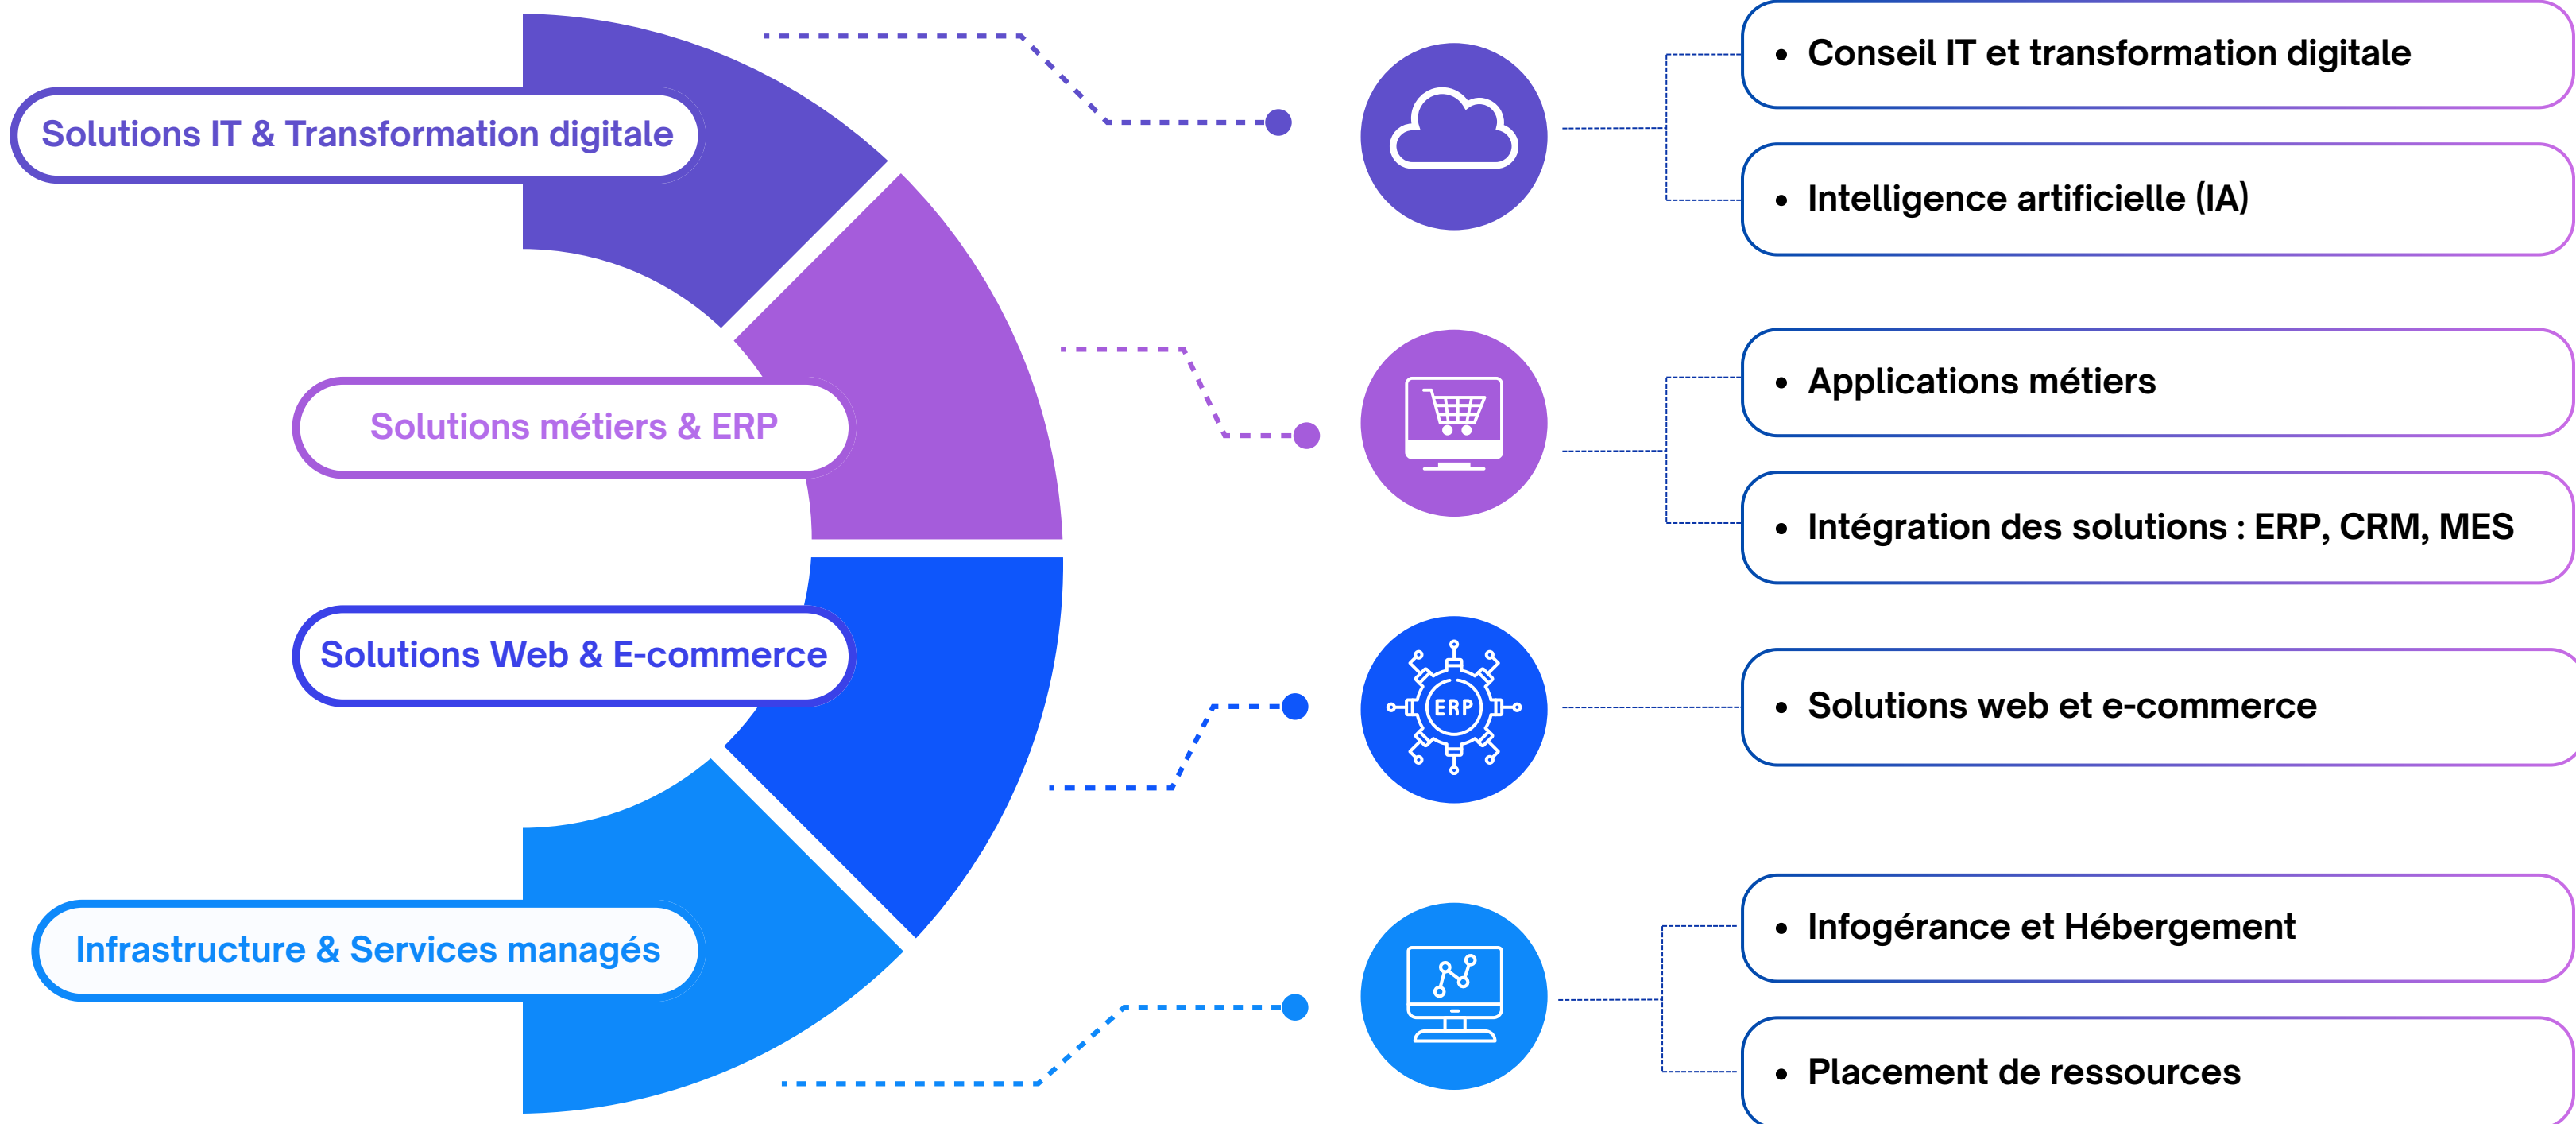 Solutions IT & Transformation digitale
• Conseil IT et transformation digitale
• Intelligence artificielle (IA)
Solutions métiers & ERP
• Applications métiers
• Intégration des solutions : ERP, CRM, MES
Solutions Web & E-commerce
ERP
• Solutions web et e-commerce
Infrastructure & Services managés
• Infogérance et Hébergement
• Placement de ressources